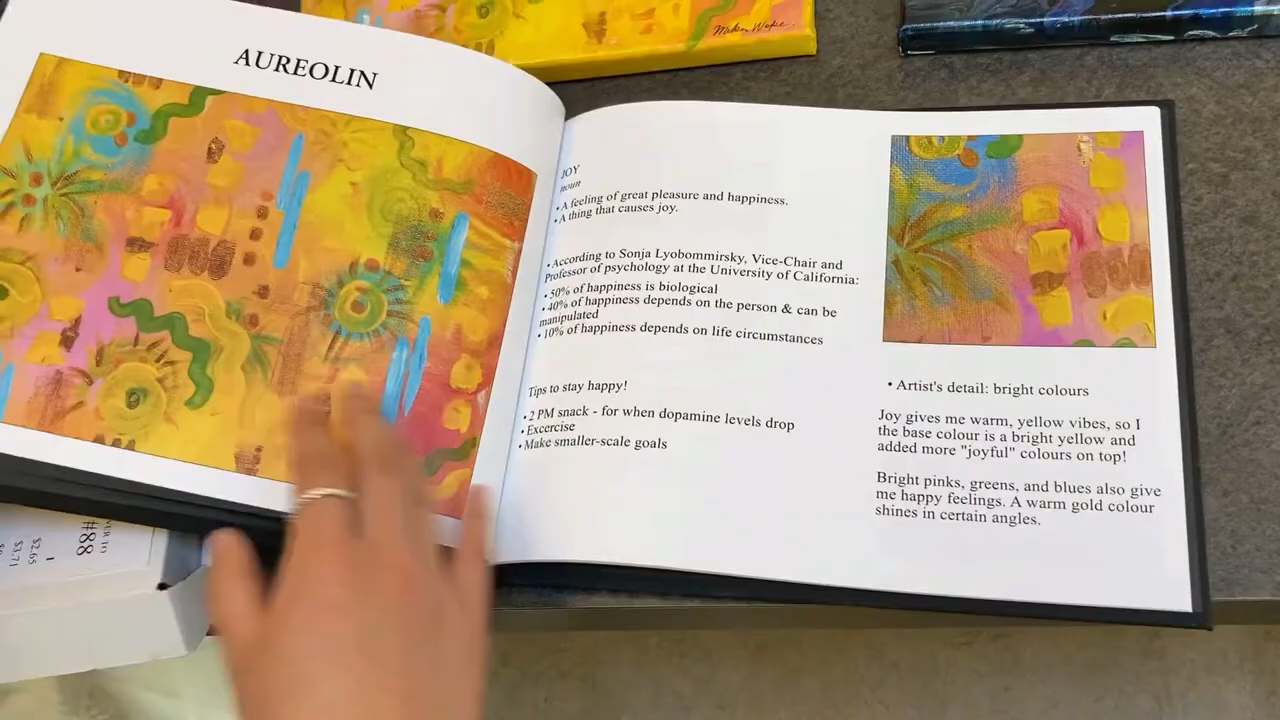 Maken Wake.
AUREOLIN
JOY
noun
• A feeling of great pleasure and happiness.
• A thing that causes joy.
• According to Sonja Lyobommirsky, Vice-Chair and
Professor of psychology at the University of California:
• 50% of happiness is biological
• 40% of happiness depends on the person & can be
manipulated
• 10% of happiness depends on life circumstances
Tips to stay happy!
• 2 PM snack - for when dopamine levels drop
• Excercise
• Make smaller-scale goals
• Artist's detail: bright colours
Joy gives me warm, yellow vibes, so I
the base colour is a bright yellow and
added more "joyful" colours on top!
Bright pinks, greens, and blues also give
me happy feelings. A warm gold colour
shines in certain angles.
#88
1
$2.65
$3.71